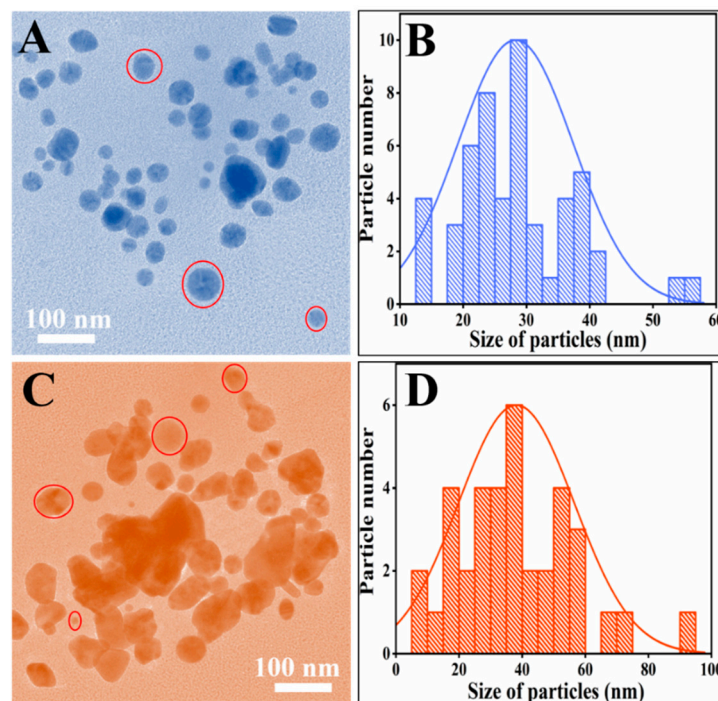 A
100 nm
B
Particle number
10
8
6
4
2
0
10 20 30 40 50 60
Size of particles (nm)
C
100 nm
D
Particle number
6
4
2
0
0 20 40 60 80 100
Size of particles (nm)